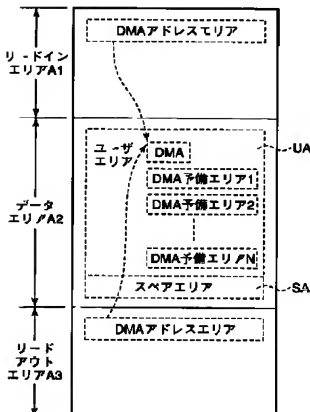 DMAアドレスエリア
リードイン
エリアA1
ユーザ
エリア
DMA
UA
DMA予備エリア1
DMA予備エリア2
データ
エリアA2
DMA予備エリアN
スペアエリア
SA
DMAアドレスエリア
リード
アウト
エリアA3